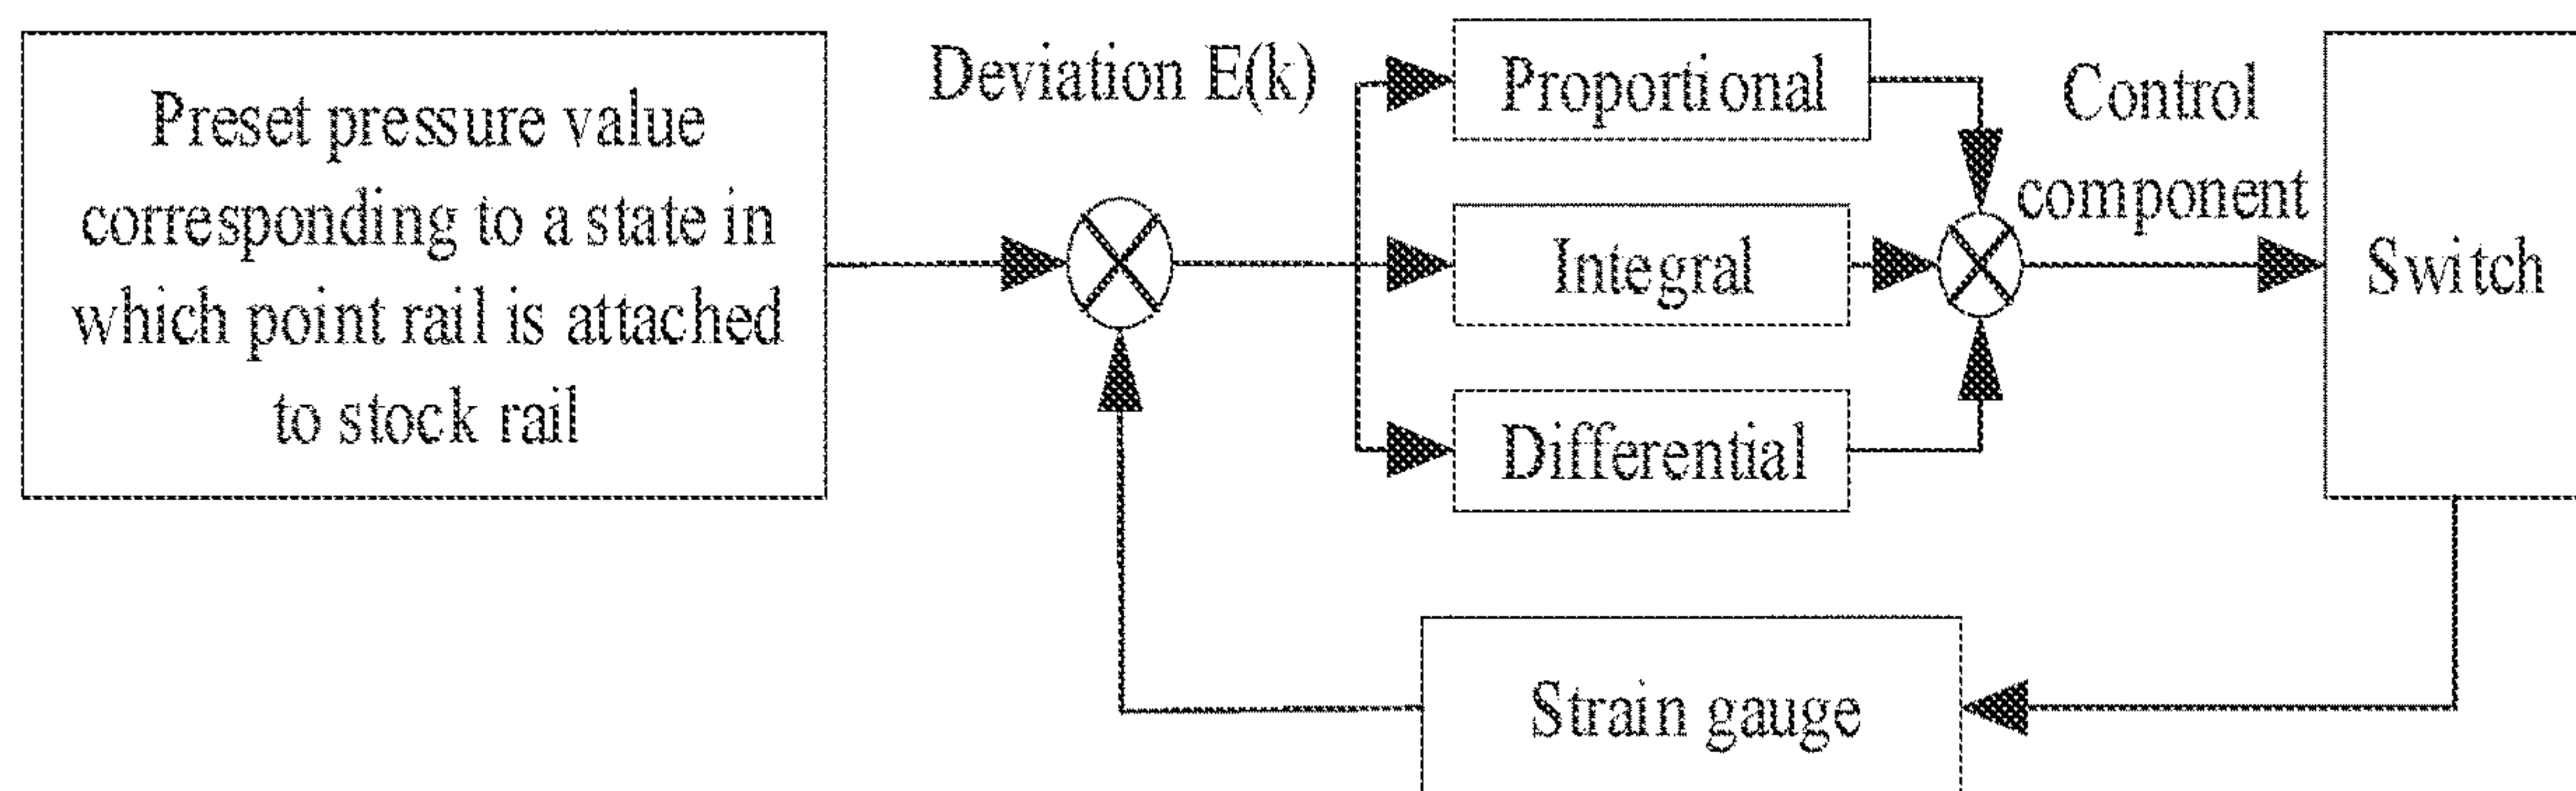 Preset pressure value
corresponding to a state in
which point rail is attached
to stock rail
Deviation E(k)
Proportional
Integral
Differential
Control
component
Switch
Strain gauge